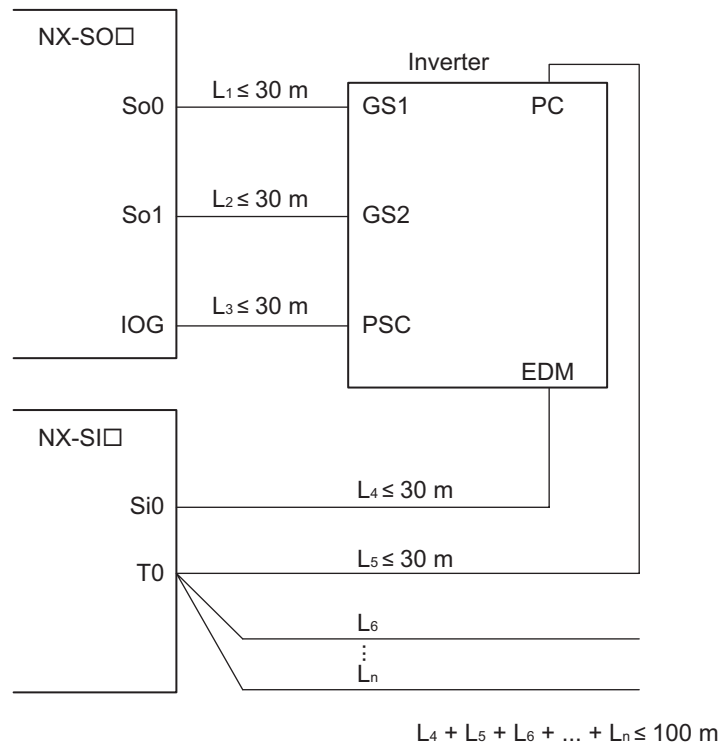 NX-SO□
Inverter
So0
L₁ ≤ 30 m
GS1
PC
So1
L₂ ≤ 30 m
GS2
IOG
L₃ ≤ 30 m
PSC
EDM
NX-SI□
Si0
L₄ ≤ 30 m
T0
L₅ ≤ 30 m
L₆
⋮
Lₙ
L₄ + L₅ + L₆ + ... + Lₙ ≤ 100 m